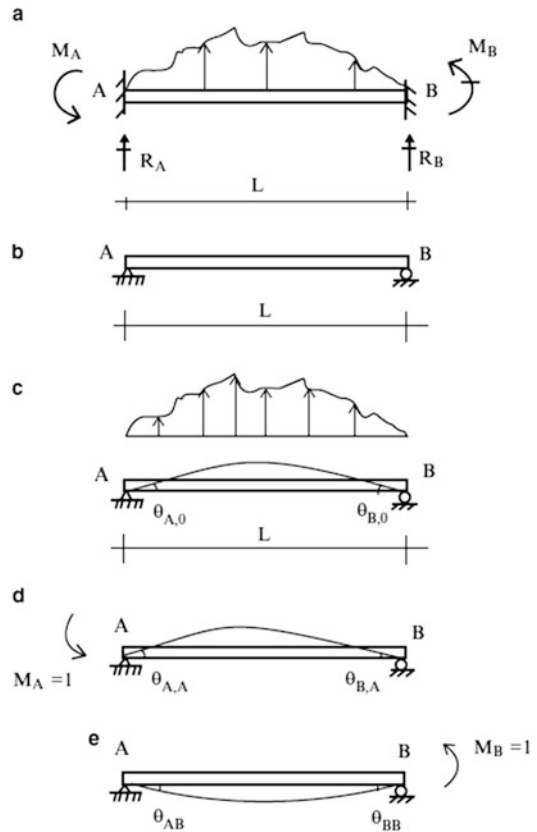 a
M_A
M_B
A
B
R_A
R_B
L
b
A
B
L
c
A
B
θ_A,0
θ_B,0
L
d
A
B
M_A =1
θ_A,A
θ_B,A
e
A
B
M_B =1
θ_AB
θ_BB